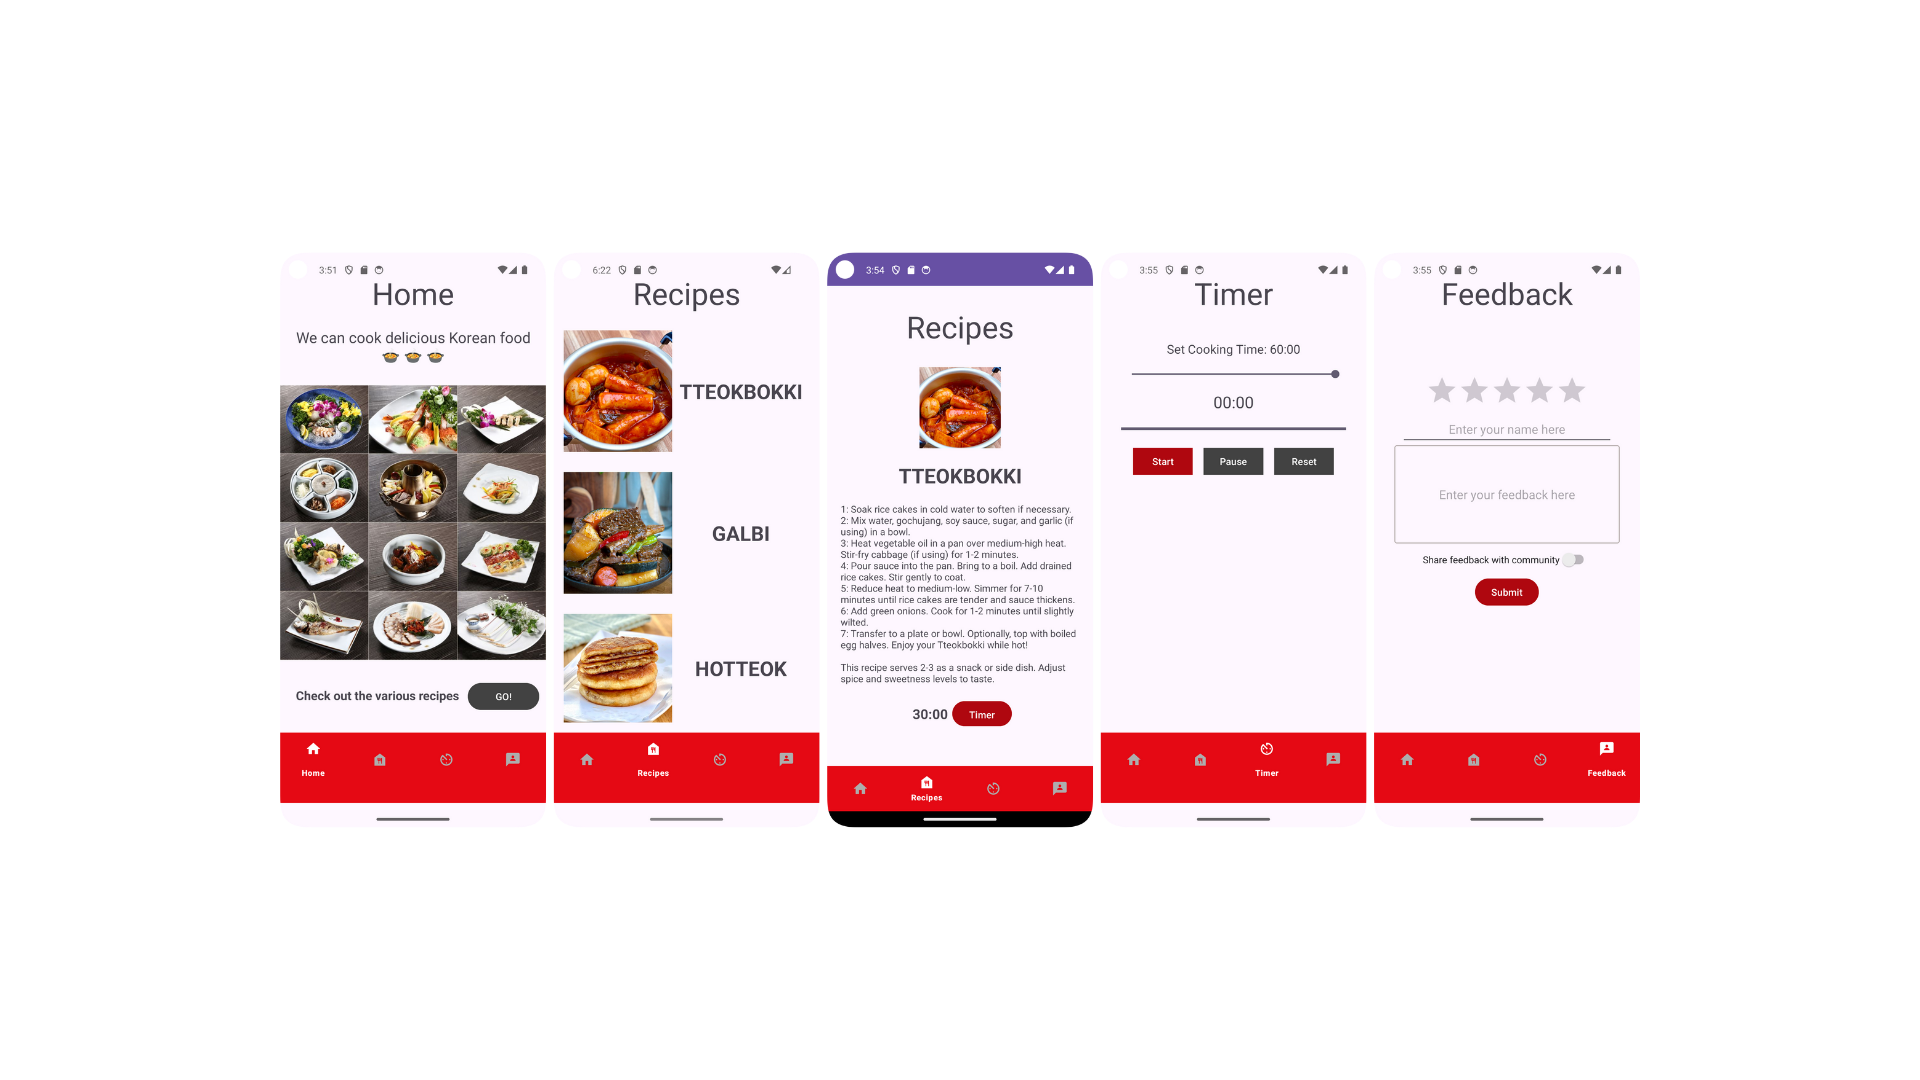 3:51
Home
We can cook delicious Korean food
🍲 🍲 🍲
Check out the various recipes
GO!
Home
6:22
Recipes
TTEOKBOKKI
GALBI
HOTTEOK
Recipes
3:54
Recipes
TTEOKBOKKI
1: Soak rice cakes in cold water to soften if necessary.
2: Mix water, gochujang, soy sauce, sugar, and garlic (if
using) in a bowl.
3: Heat vegetable oil in a pan over medium-high heat.
Stir-fry cabbage (if using) for 1-2 minutes.
4: Pour sauce into the pan. Bring to a boil. Add drained
rice cakes. Stir gently to coat.
5: Reduce heat to medium-low. Simmer for 7-10
minutes until rice cakes are tender and sauce thickens.
6: Add green onions. Cook for 1-2 minutes until slightly
wilted.
7: Transfer to a plate or bowl. Optionally, top with boiled
egg halves. Enjoy your Tteokbokki while hot!
This recipe serves 2-3 as a snack or side dish. Adjust
spice and sweetness levels to taste.
30:00 Timer
Recipes
3:55
Timer
Set Cooking Time: 60:00
00:00
Start Pause Reset
Timer
3:55
Feedback
Enter your name here
Enter your feedback here
Share feedback with community
Submit
Feedback